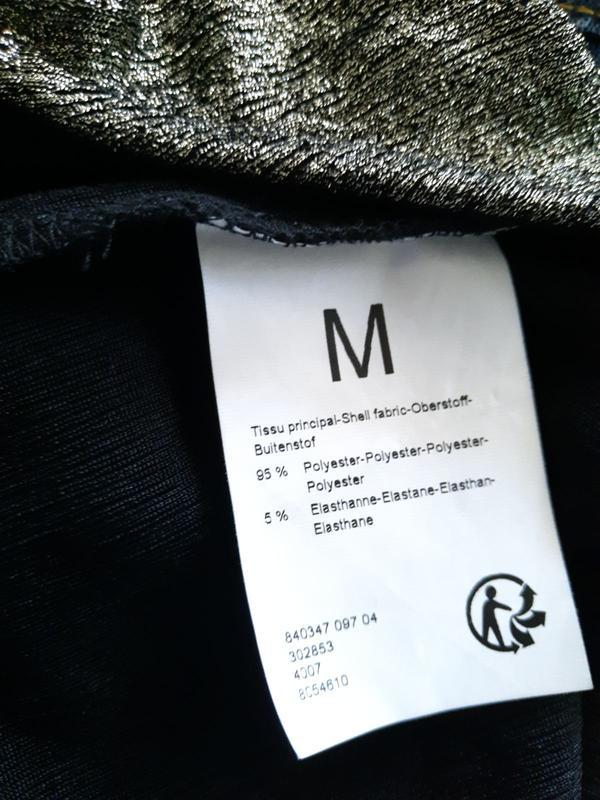 M
Tissu principal-Shell fabric-Oberstoff-
Buitenstof
95 % Polyester-Polyester-Polyester-
Polyester
5 % Elasthanne-Elastane-Elasthan-
Elasthane
840347 097 04
302853
4007
8C54610